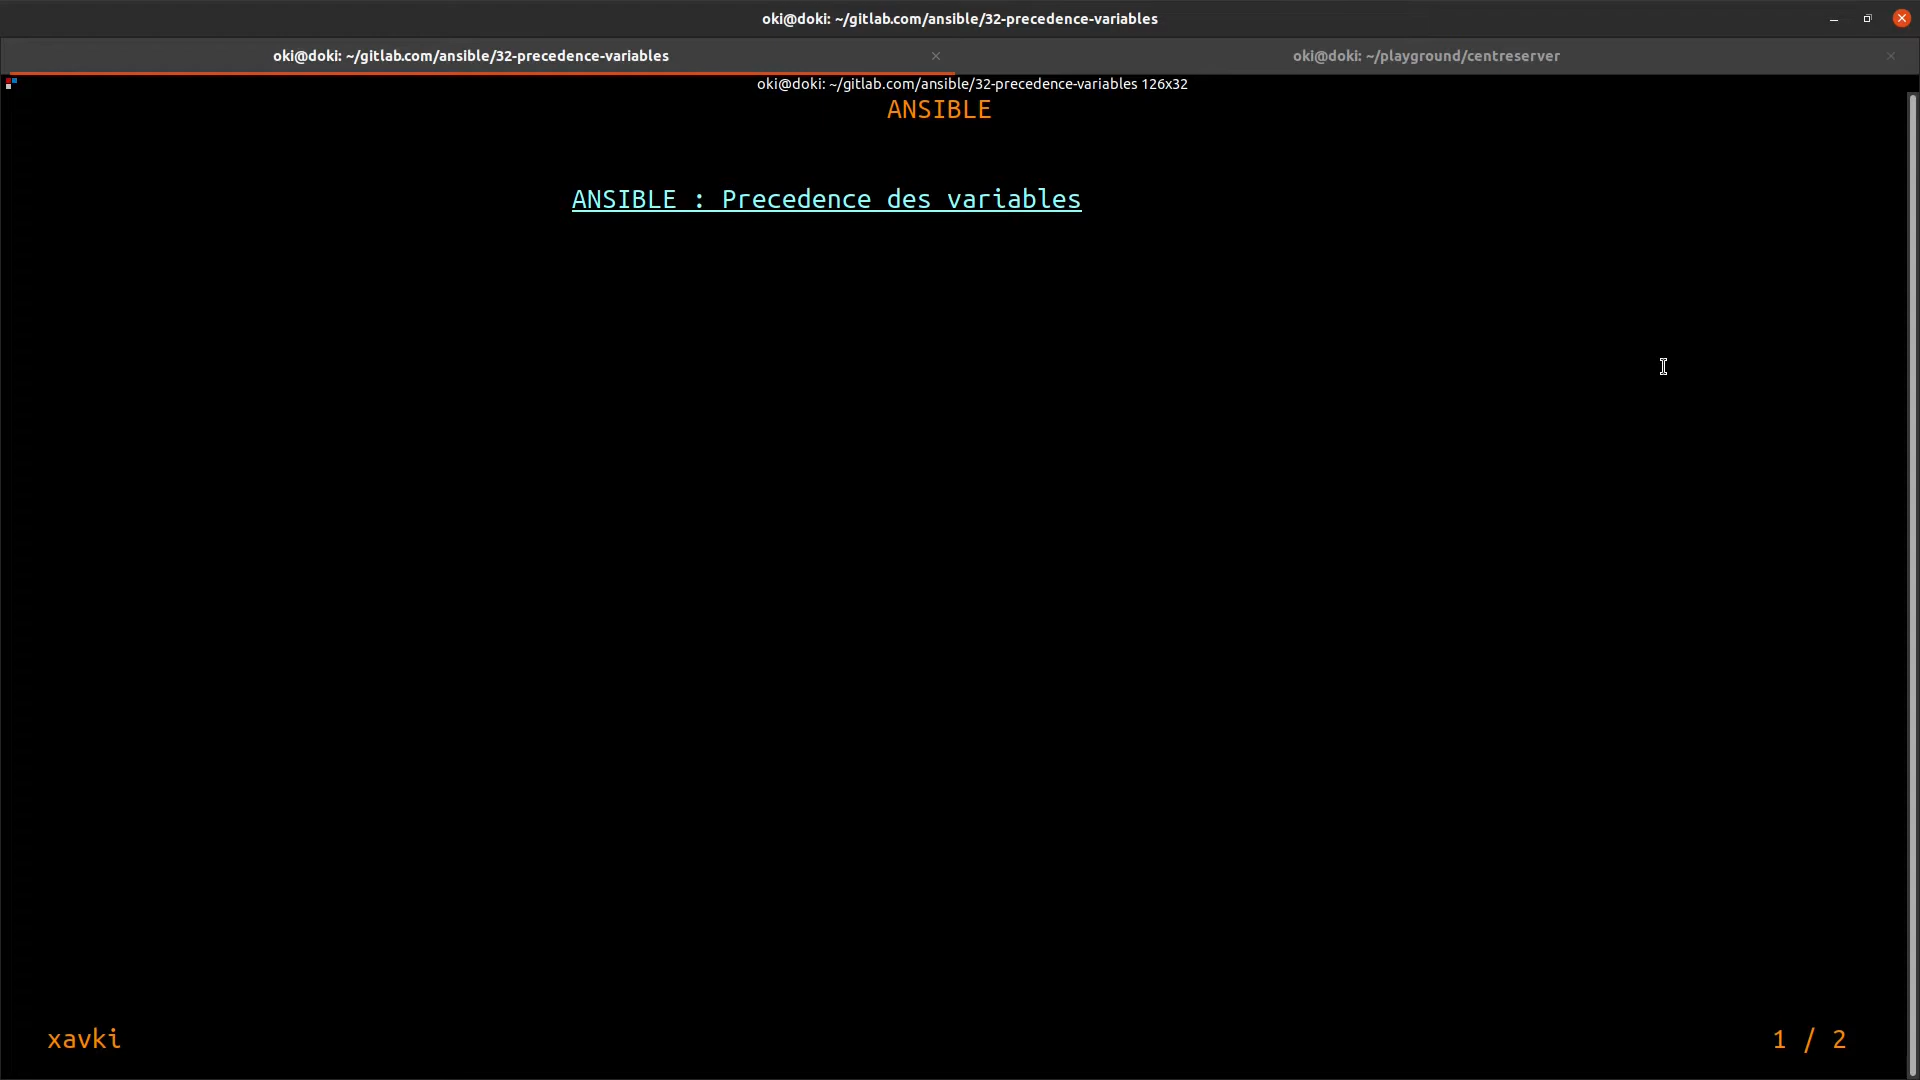 oki@doki: ~/gitlab.com/ansible/32-precedence-variables
oki@doki: ~/gitlab.com/ansible/32-precedence-variables
oki@doki: ~/playground/centreserver
oki@doki: ~/gitlab.com/ansible/32-precedence-variables 126x32
ANSIBLE
ANSIBLE : Precedence des variables
xavki
1 / 2